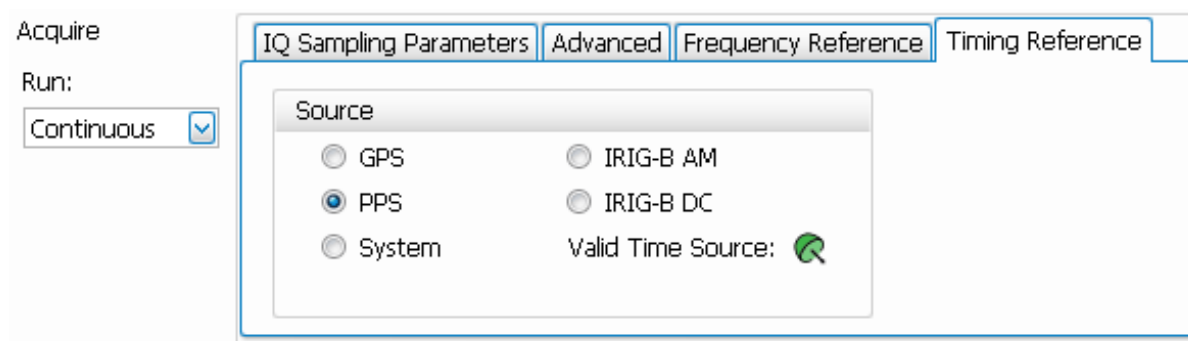 Acquire
Run:
Continuous
IQ Sampling Parameters
Advanced
Frequency Reference
Timing Reference
Source
GPS
IRIG-B AM
PPS
IRIG-B DC
System
Valid Time Source: